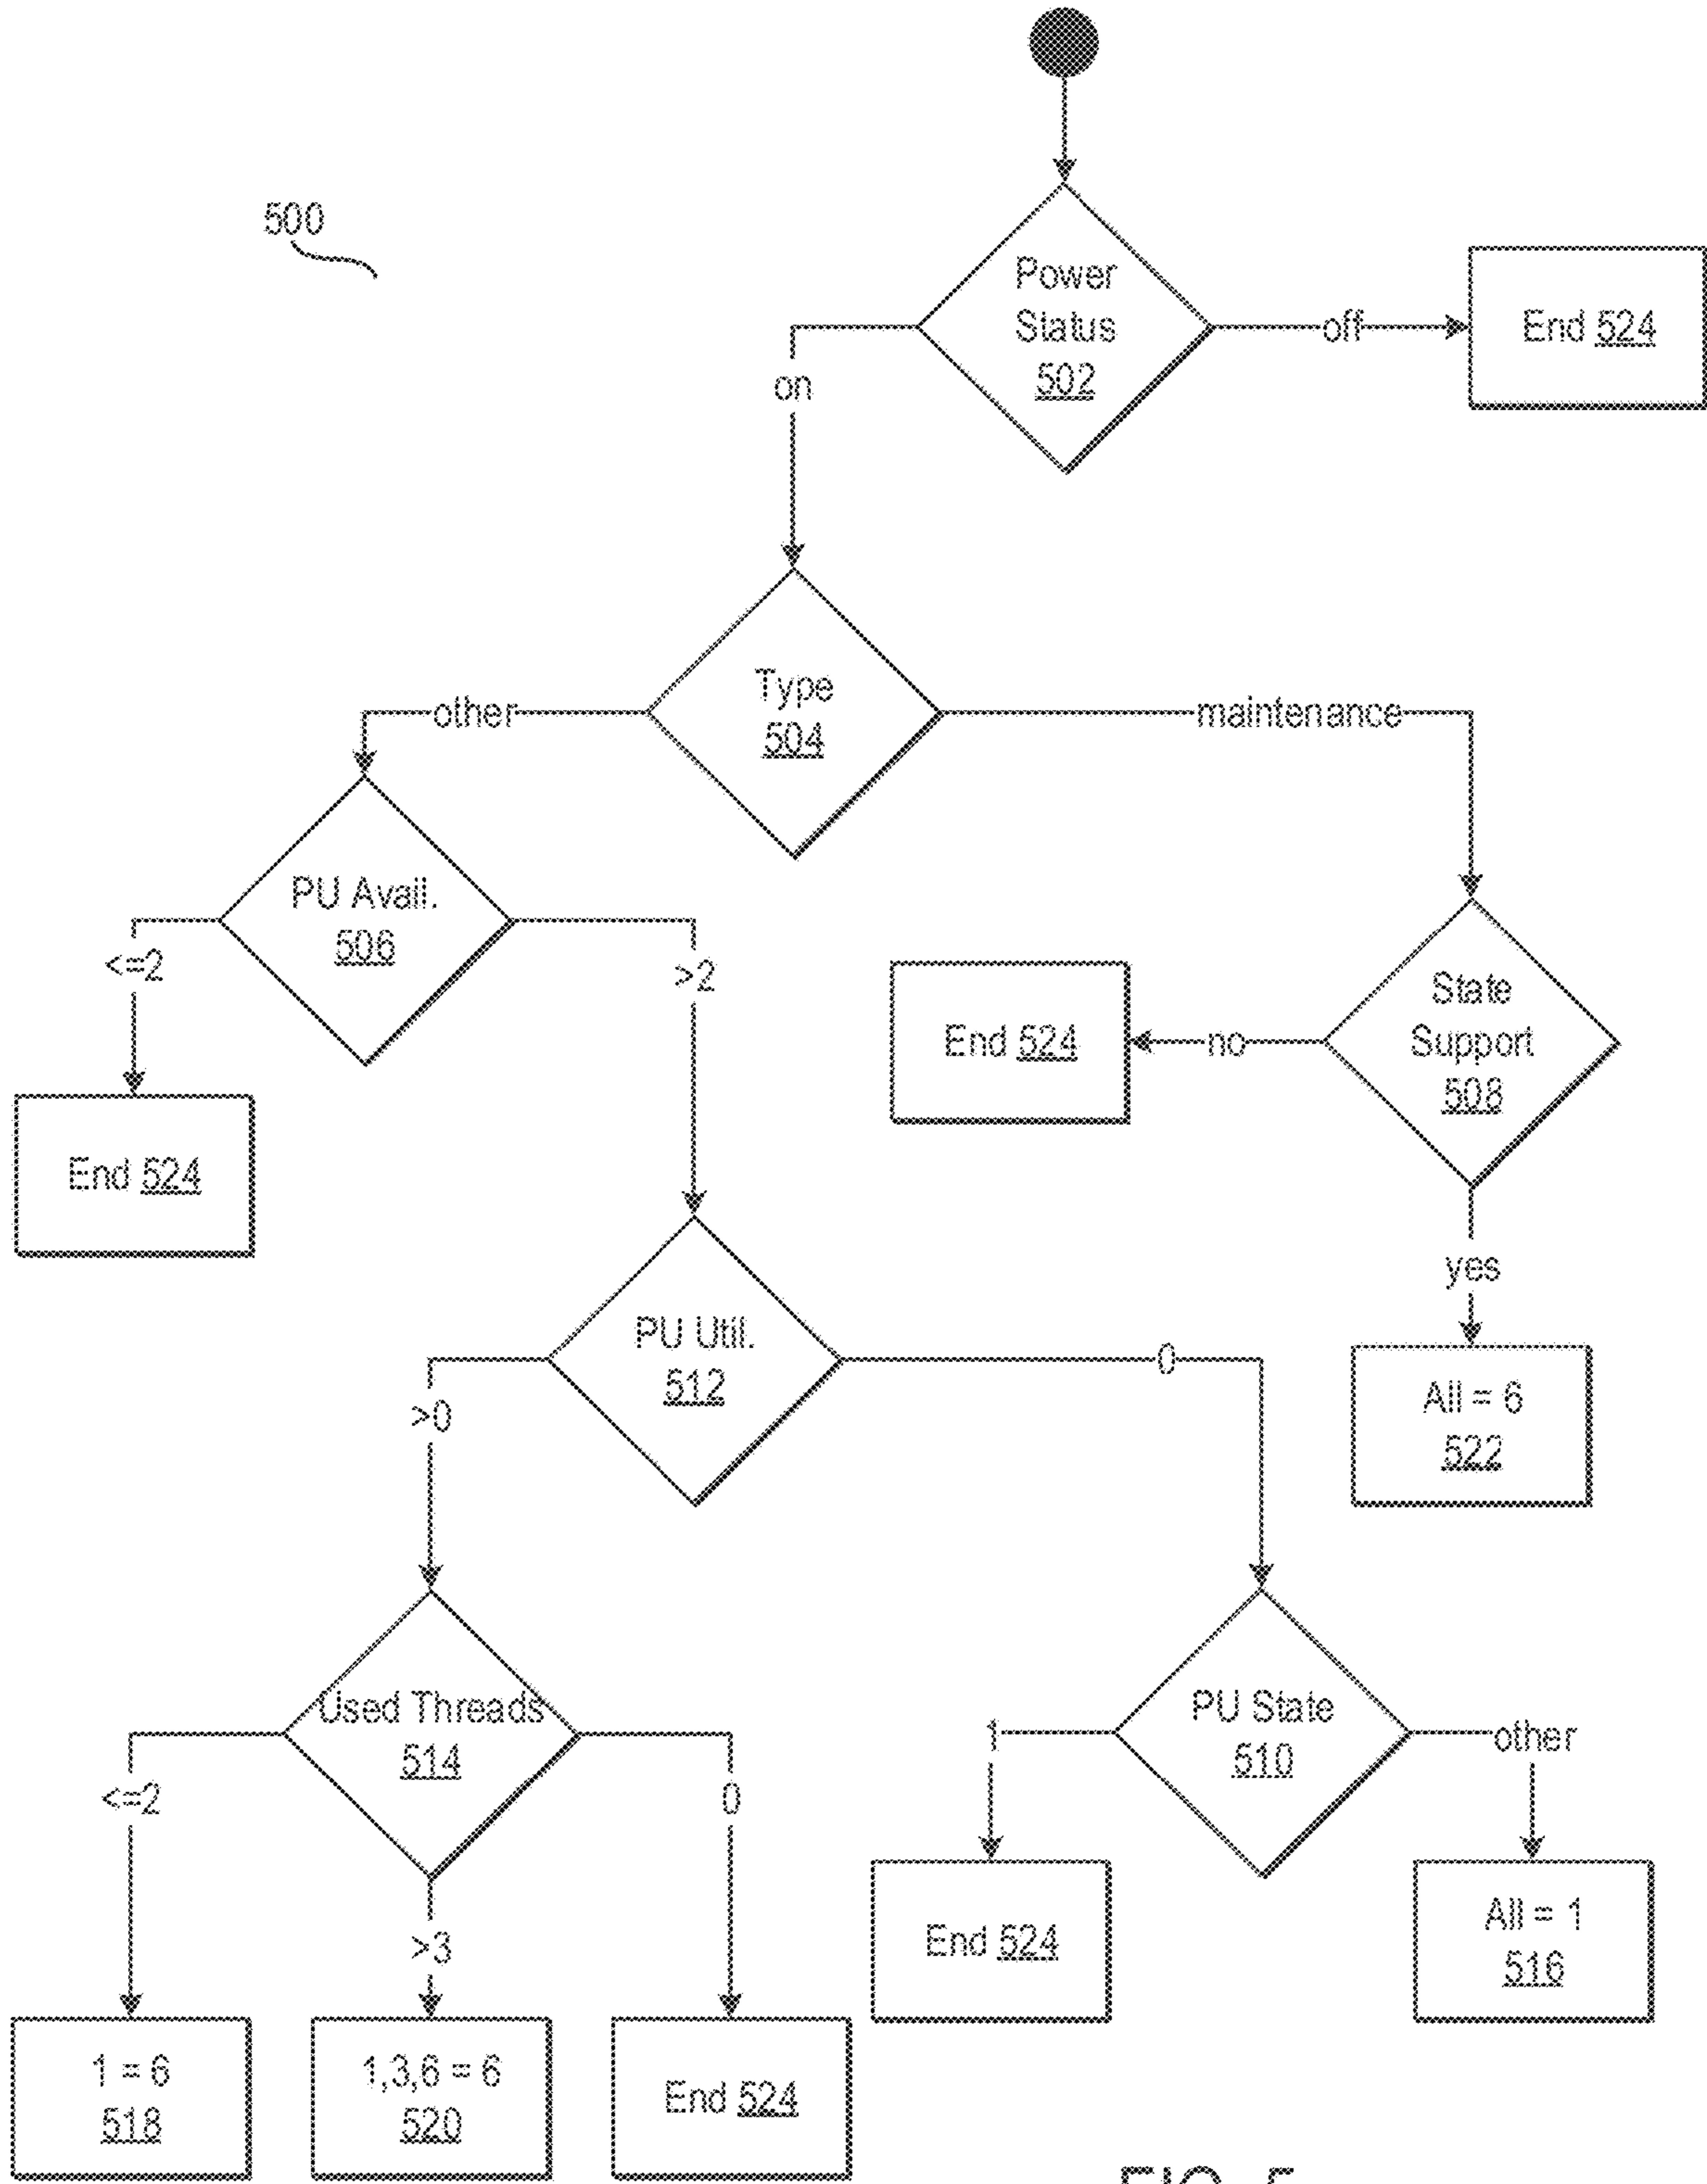 500
Power
Status
502
off
End 524
on
Type
504
other
maintenance
PU Avail.
506
<=2
>2
End 524
State
Support
508
no
End 524
yes
All = 6
522
PU Util.
512
>0
0
Used Threads
514
<=2
>3
0
PU State
510
1
other
End 524
All = 1
516
1 = 6
518
1,3,6 = 6
520
End 524
FIG. 5